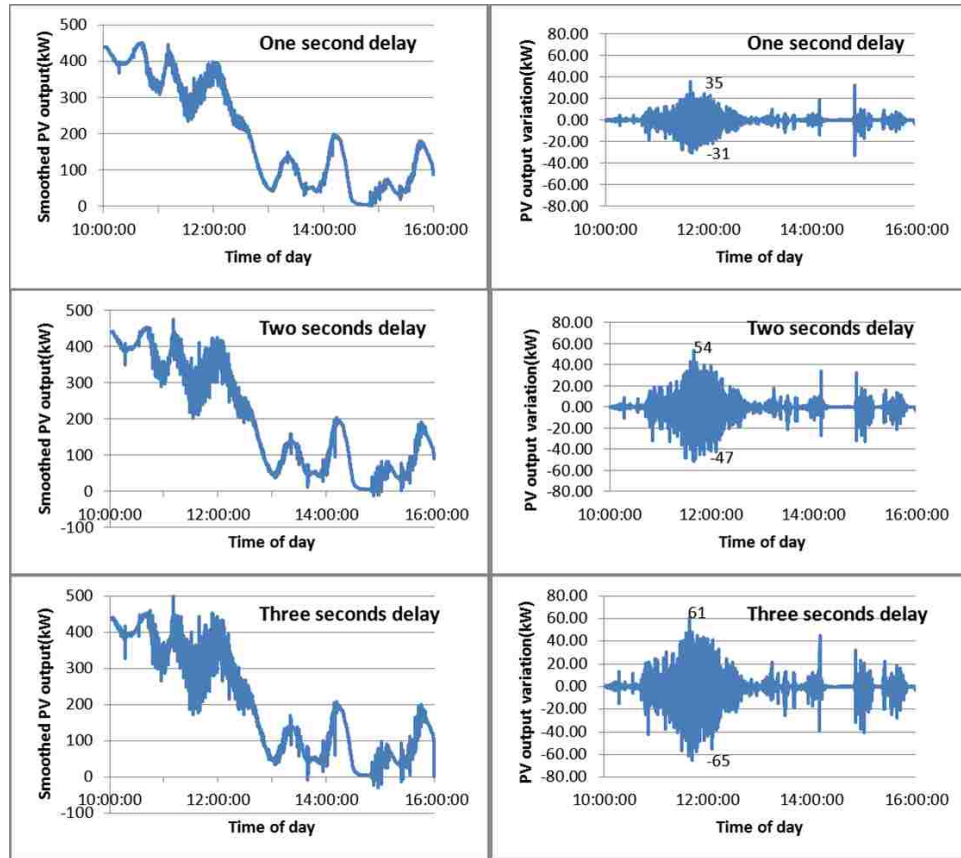 One second delay
Smoothed PV output(kW)
500
400
300
200
100
0
10:00:00 12:00:00 14:00:00 16:00:00
Time of day
One second delay
PV output variation(kW)
80.00
60.00
40.00
20.00
0.00
-20.00
-40.00
-60.00
-80.00
35
-31
10:00:00 12:00:00 14:00:00 16:00:00
Time of day
Two seconds delay
Smoothed PV output(kW)
500
400
300
200
100
0
-100
10:00:00 12:00:00 14:00:00 16:00:00
Time of day
Two seconds delay
PV output variation(kW)
80.00
60.00
40.00
20.00
0.00
-20.00
-40.00
-60.00
-80.00
54
-47
10:00:00 12:00:00 14:00:00 16:00:00
Time of day
Three seconds delay
Smoothed PV output(kW)
500
400
300
200
100
0
-100
10:00:00 12:00:00 14:00:00 16:00:00
Time of day
Three seconds delay
PV output variation(kW)
80.00
60.00
40.00
20.00
0.00
-20.00
-40.00
-60.00
-80.00
61
-65
10:00:00 12:00:00 14:00:00 16:00:00
Time of day